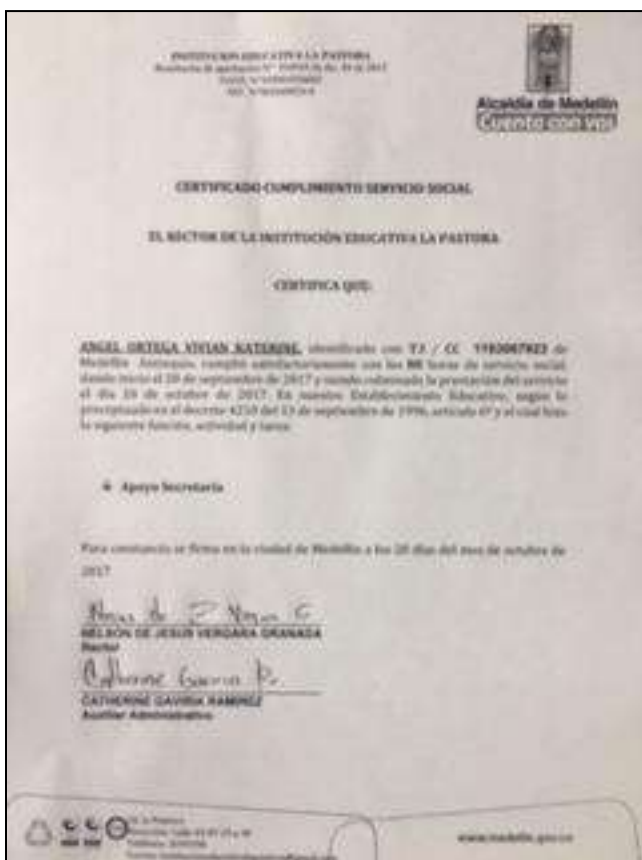 INSTITUCION EDUCATIVA LA PASTORA
Alcaldía de Medellín
Cuenta con vos
CERTIFICADO CUMPLIMIENTO SERVICIO SOCIAL
EL RECTOR DE LA INSTITUCIÓN EDUCATIVA LA PASTORA
CERTIFICA QUE:
ANGEL ORTEGA VIVIAN KATERINE, identificado con T.I / CC de
Medellín Antioquia, cumplió satisfactoriamente con las 80 horas de servicio social,
dando inicio el 20 de septiembre de 2017 y siendo culminada la prestación del servicio
el día 20 de octubre de 2017. En nuestro Establecimiento Educativo, según lo
preceptuado en el decreto 4210 del 13 de septiembre de 1996, artículo 6º y el cual hizo
la siguiente función, actividad y tarea:
Apoyo Secretaria
Para constancia se firma en la ciudad de Medellín a los 20 días del mes de octubre de
2017
NELSON DE JESUS VERGARA GRANADA
Rector
Catherine Gaviria R.
CATHERINE GAVIRIA RAMIREZ
Auxiliar Administrativo
www.medellin.gov.co